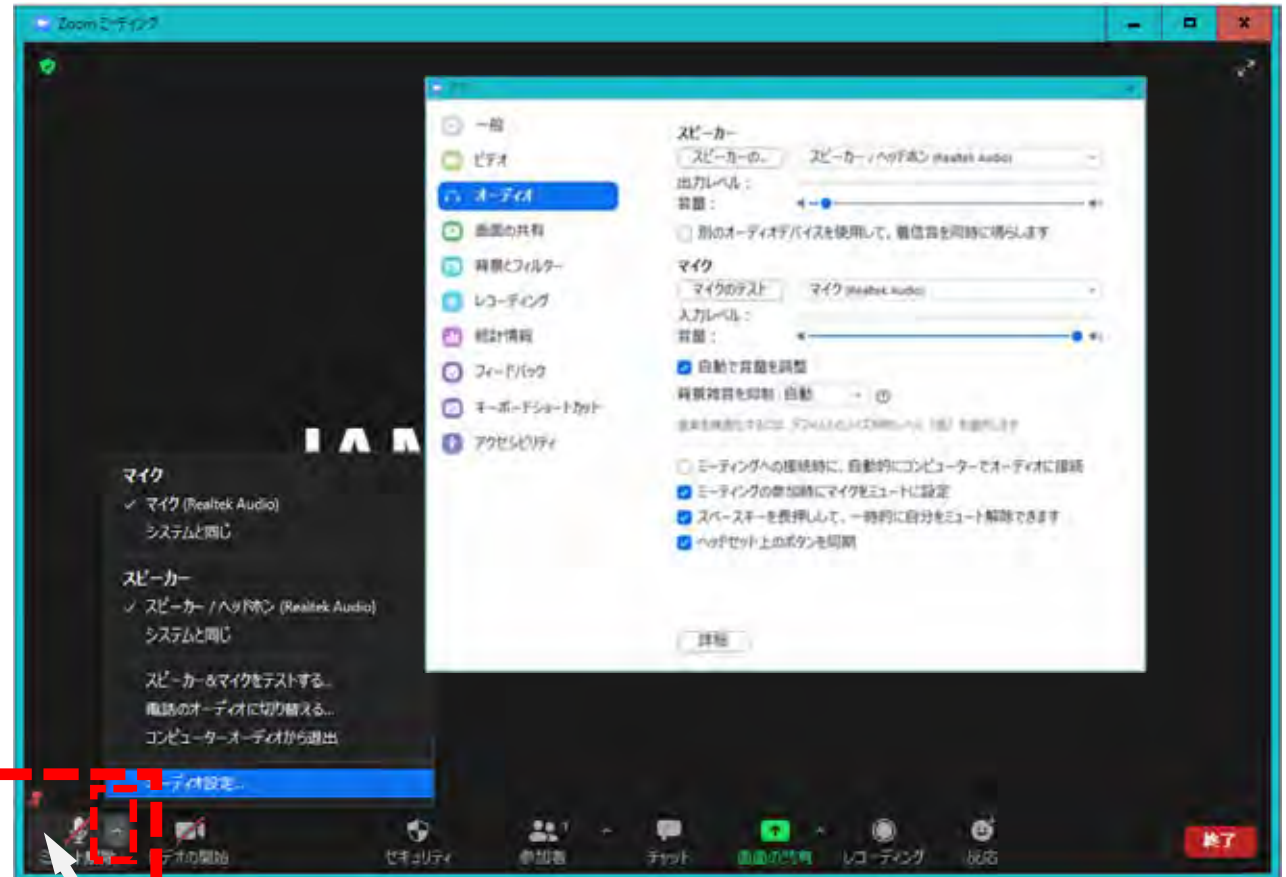 Zoom ミーティング
一般
ビデオ
オーディオ
画面の共有
背景とフィルター
レコーディング
統計情報
フィードバック
キーボードショートカット
アクセシビリティ
スピーカー
スピーカーの.. スピーカー / ヘッドホン (Realtek Audio)
出力レベル：
音量：
別のオーディオデバイスを使用して、着信音を同時に鳴らします
マイク
マイクのテスト マイク (Realtek Audio)
入力レベル：
音量：
自動で音量を調整
背景雑音を抑制 自動
ミーティングへの接続時に、自動的にコンピューターでオーディオに接続
ミーティングの参加時にマイクをミュートに設定
スペースキーを長押しして、一時的に自分をミュート解除できます
ヘッドセット上のボタンを同期
詳細
マイク
マイク (Realtek Audio)
システムと同じ
スピーカー
スピーカー / ヘッドホン (Realtek Audio)
システムと同じ
スピーカー&マイクをテストする...
電話のオーディオに切り替える...
コンピューターオーディオから退出
オーディオ設定...
セキュリティ
参加者 1
チャット
画面の共有
レコーディング
反応
終了